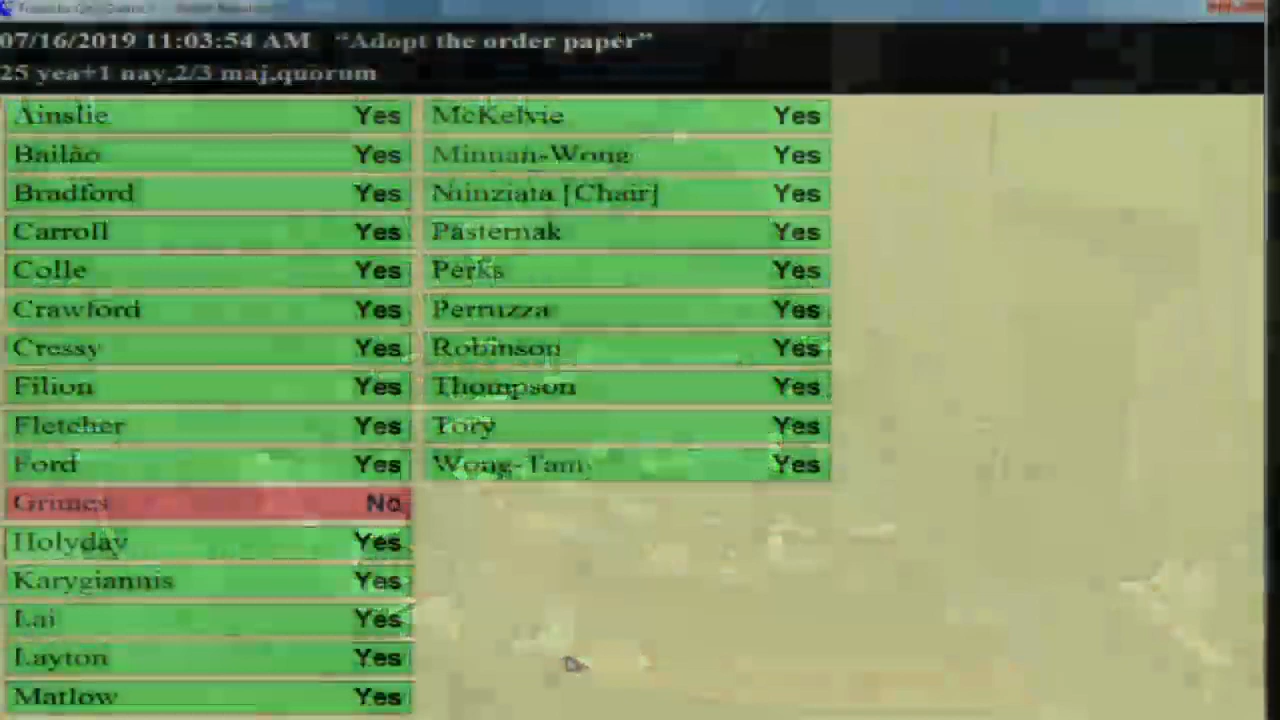 07/16/2019 11:03:54 AM "Adopt the order paper"
25 yea+1 nay,2/3 maj,quorum
Ainslie Yes
Bailão Yes
Bradford Yes
Carroll Yes
Colle Yes
Crawford Yes
Cressy Yes
Filion Yes
Fletcher Yes
Ford Yes
Grimes No
Holyday Yes
Karygiannis Yes
Lai Yes
Layton Yes
Matlow Yes
McKelvie Yes
Minnan-Wong Yes
Nunziata [Chair] Yes
Pasternak Yes
Perks Yes
Perruzza Yes
Robinson Yes
Thompson Yes
Tory Yes
Wong-Tam Yes